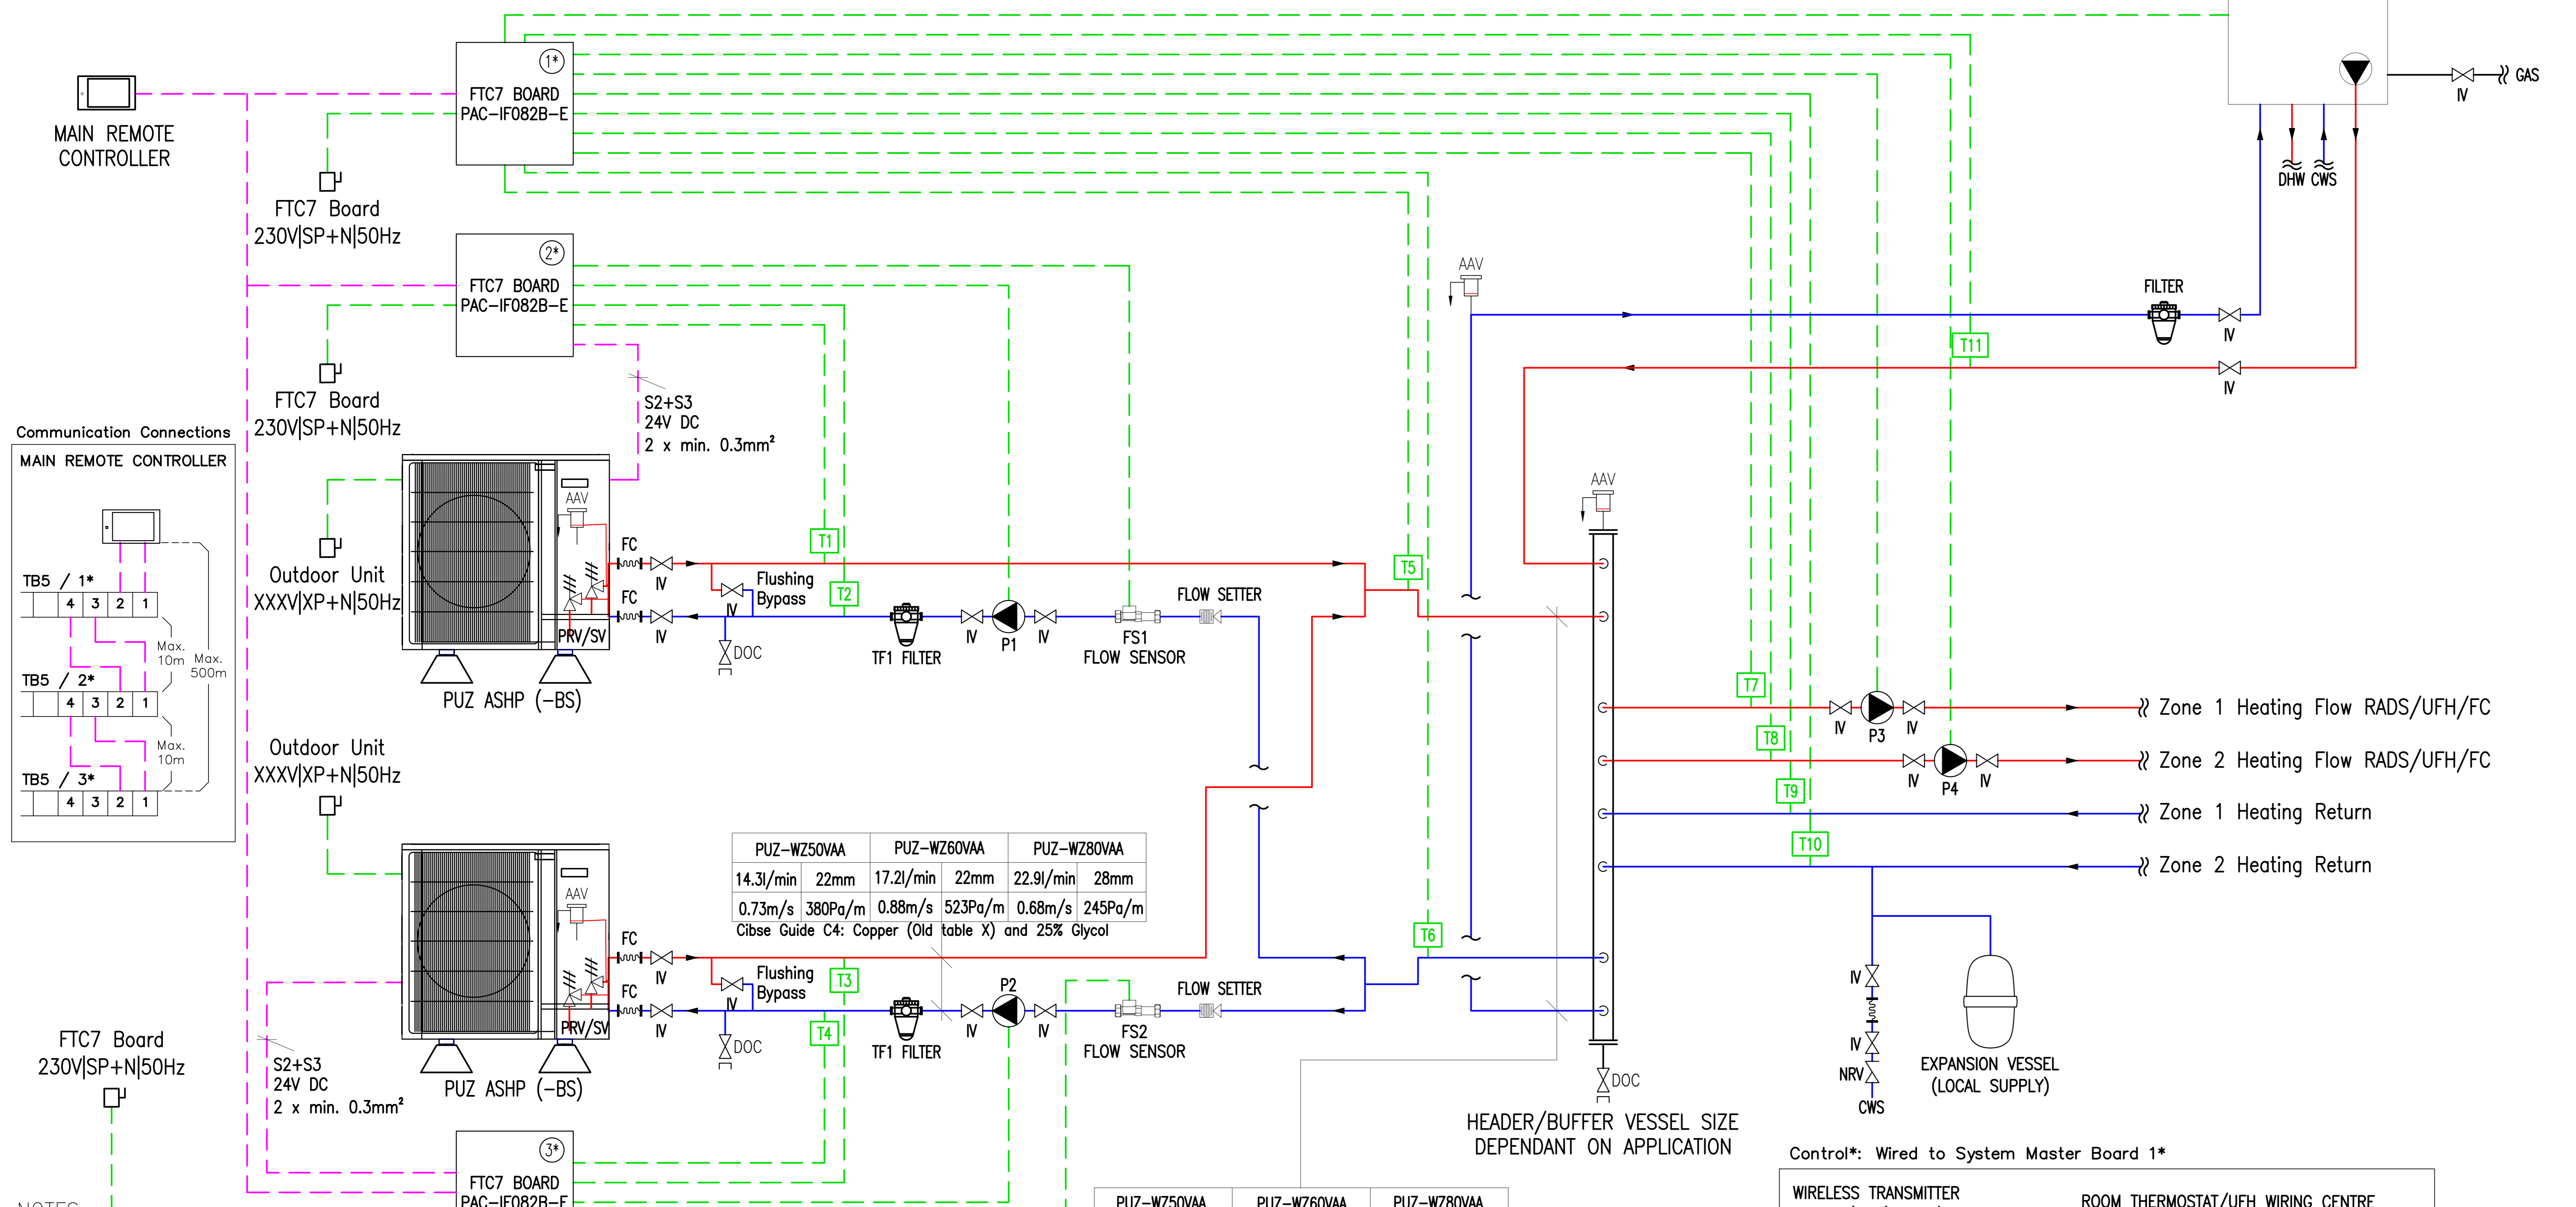 MAIN REMOTE
CONTROLLER
1*
FTC7 BOARD
PAC-IF082B-E
FTC7 Board
230V|SP+N|50Hz
2*
FTC7 BOARD
PAC-IF082B-E
FTC7 Board
230V|SP+N|50Hz
S2+S3
24V DC
2 x min. 0.3mm²
GAS
IV
DHW CWS
AAV
FILTER
IV
T11
IV
Communication Connections
MAIN REMOTE CONTROLLER
TB5 / 1*
4 3 2 1
Max.
10m
Max.
500m
TB5 / 2*
4 3 2 1
Max.
10m
TB5 / 3*
4 3 2 1
Outdoor Unit
XXXV|XP+N|50Hz
AAV
PRV/SV
PUZ ASHP (-BS)
FC
IV
FC
IV
Flushing
Bypass
IV
DOC
T1
T2
TF1 FILTER
IV
P1
IV
FS1
FLOW SENSOR
FLOW SETTER
T5
AAV
T7
T8
T9
T10
IV
P3
IV
Zone 1 Heating Flow RADS/UFH/FC
IV
P4
IV
Zone 2 Heating Flow RADS/UFH/FC
Zone 1 Heating Return
Zone 2 Heating Return
Outdoor Unit
XXXV|XP+N|50Hz
PUZ-WZ50VAA PUZ-WZ60VAA PUZ-WZ80VAA
14.3l/min 22mm 17.2l/min 22mm 22.9l/min 28mm
0.73m/s 380Pa/m 0.88m/s 523Pa/m 0.68m/s 245Pa/m
Cibse Guide C4: Copper (Old table X) and 25% Glycol
AAV
PRV/SV
PUZ ASHP (-BS)
FC
IV
FC
IV
Flushing
Bypass
IV
DOC
T3
T4
TF1 FILTER
IV
P2
IV
FS2
FLOW SENSOR
FLOW SETTER
T6
DOC
HEADER/BUFFER VESSEL SIZE
DEPENDANT ON APPLICATION
IV
IV
NRV
CWS
EXPANSION VESSEL
(LOCAL SUPPLY)
FTC7 Board
230V|SP+N|50Hz
S2+S3
24V DC
2 x min. 0.3mm²
3*
FTC7 BOARD
PAC-IF082B-E
NOTES
PUZ-WZ50VAA PUZ-WZ60VAA PUZ-WZ80VAA
Control*: Wired to System Master Board 1*
WIRELESS TRANSMITTER
ROOM THERMOSTAT/UFH WIRING CENTRE